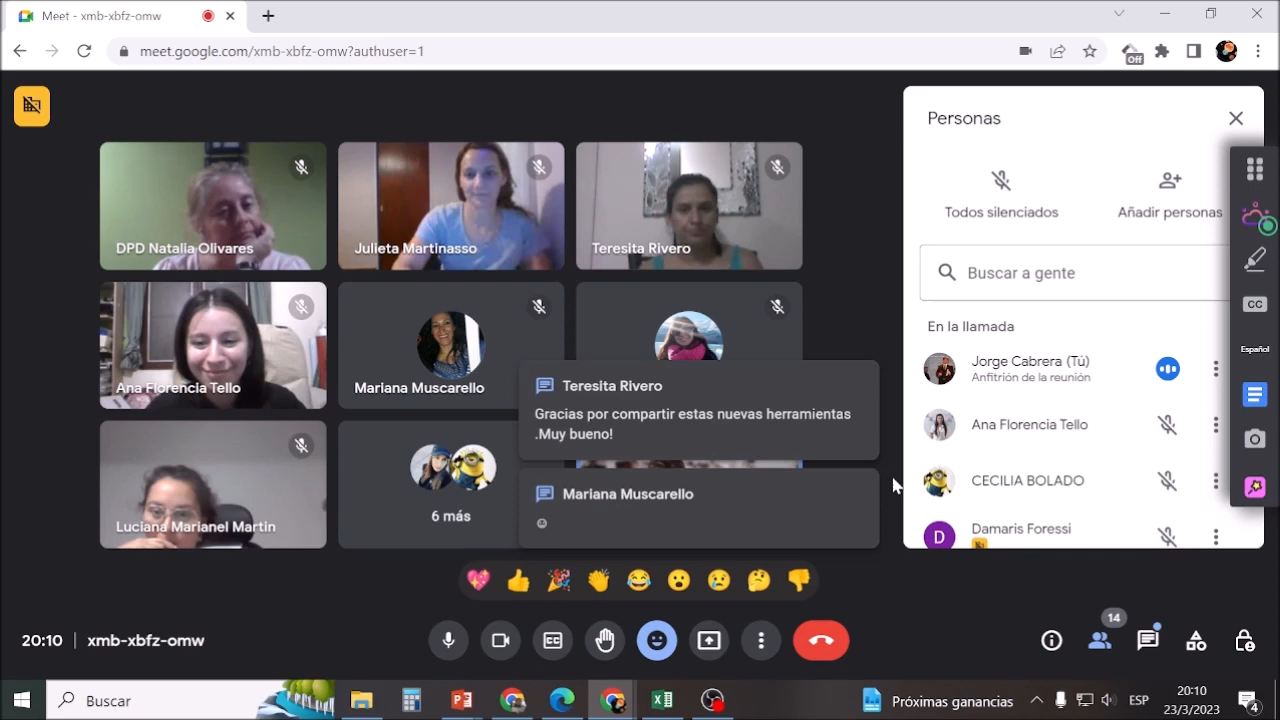 Meet - xmb-xbfz-omw
meet.google.com/xmb-xbfz-omw?authuser=1
Off
DPD Natalia Olivares
Julieta Martinasso
Teresita Rivero
Ana Florencia Tello
Mariana Muscarello
Luciana Marianel Martin
6 más
Teresita Rivero
Gracias por compartir estas nuevas herramientas
.Muy bueno!
Mariana Muscarello
☺
Personas
Todos silenciados
Añadir personas
Buscar a gente
En la llamada
Jorge Cabrera (Tú)
Anfitrión de la reunión
Ana Florencia Tello
CECILIA BOLADO
D
Damaris Foressi
CC
Español
20:10
xmb-xbfz-omw
14
Buscar
Próximas ganancias
ESP
20:10
23/3/2023
4